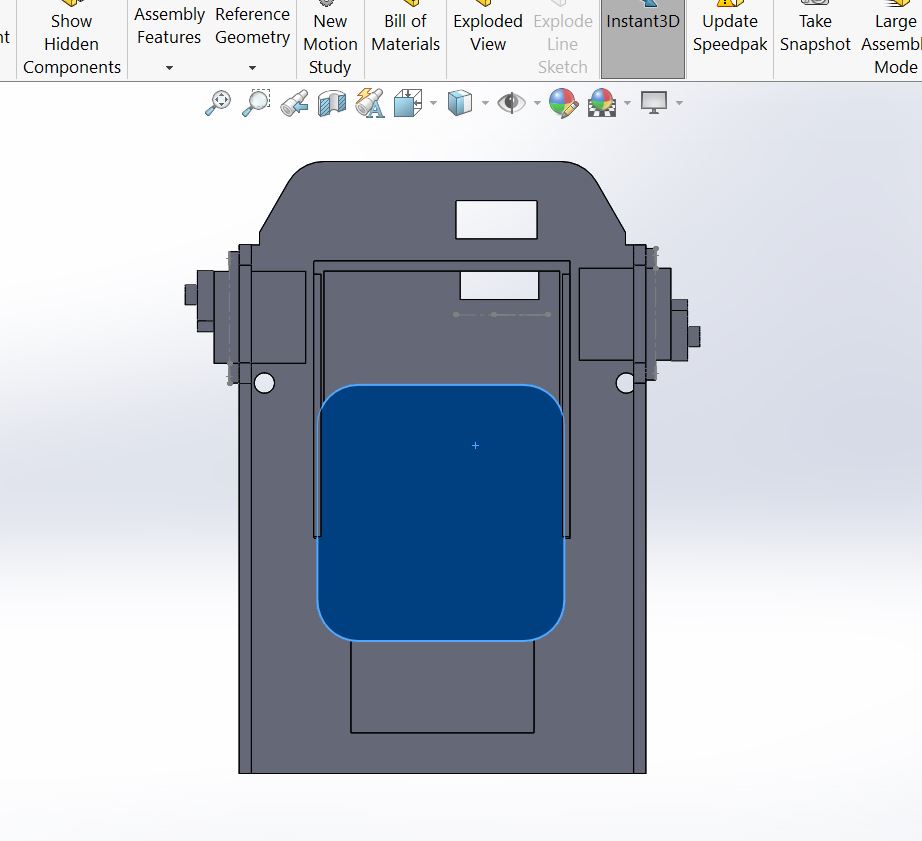 nt
Show
Hidden
Components
Assembly
Features
Reference
Geometry
New
Motion
Study
Bill of
Materials
Exploded
View
Explode
Line
Sketch
Instant3D
Update
Speedpak
Take
Snapshot
Large
Assemb
Mode